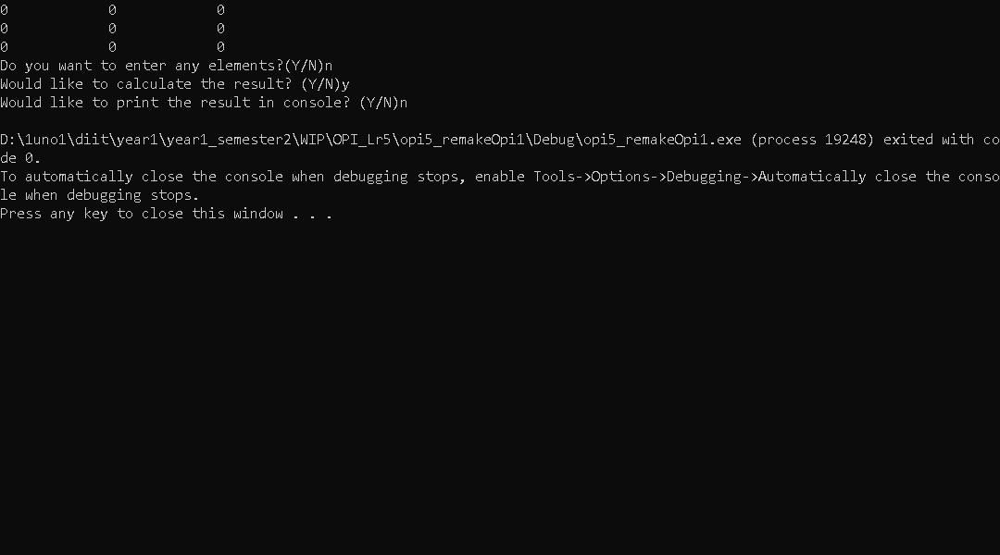 0 0 0
0 0 0
0 0 0
Do you want to enter any elements?(Y/N)n
Would like to calculate the result? (Y/N)y
Would like to print the result in console? (Y/N)n
D:\1uno1\diit\year1\year1_semester2\WIP\OPI_Lr5\opi5_remakeOpi1\Debug\opi5_remakeOpi1.exe (process 19248) exited with co
de 0.
To automatically close the console when debugging stops, enable Tools->Options->Debugging->Automatically close the conso
le when debugging stops.
Press any key to close this window . . .